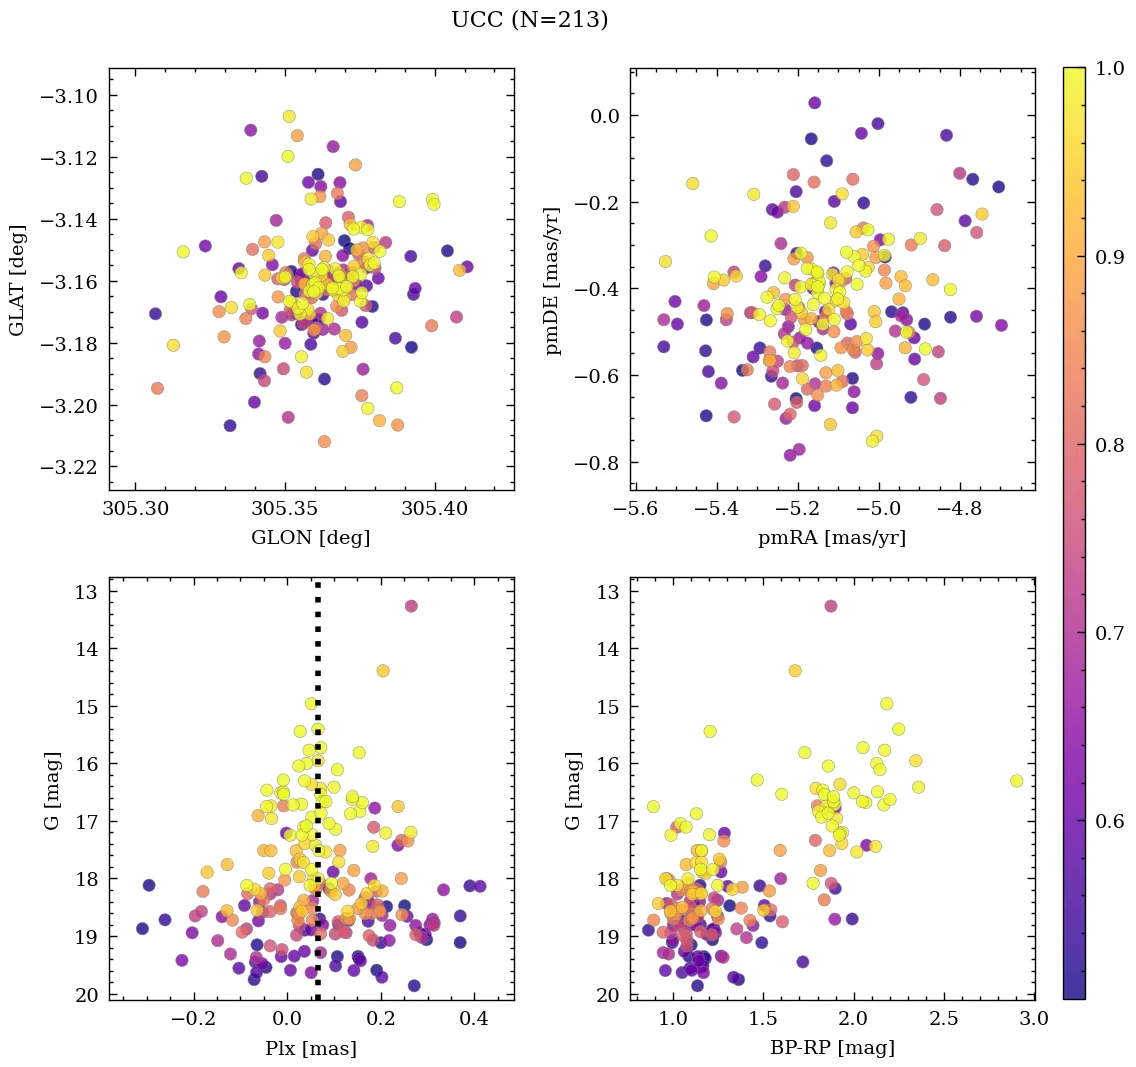 UCC (N=213)
−3.10
−3.12
−3.14
−3.16
−3.18
−3.20
−3.22
GLAT [deg]
305.30 305.35 305.40
GLON [deg]
0.0
−0.2
−0.4
−0.6
−0.8
pmDE [mas/yr]
−5.6 −5.4 −5.2 −5.0 −4.8
pmRA [mas/yr]
13
14
15
16
17
18
19
20
G [mag]
−0.2 0.0 0.2 0.4
Plx [mas]
13
14
15
16
17
18
19
20
G [mag]
1.0 1.5 2.0 2.5 3.0
BP-RP [mag]
1.0
0.9
0.8
0.7
0.6